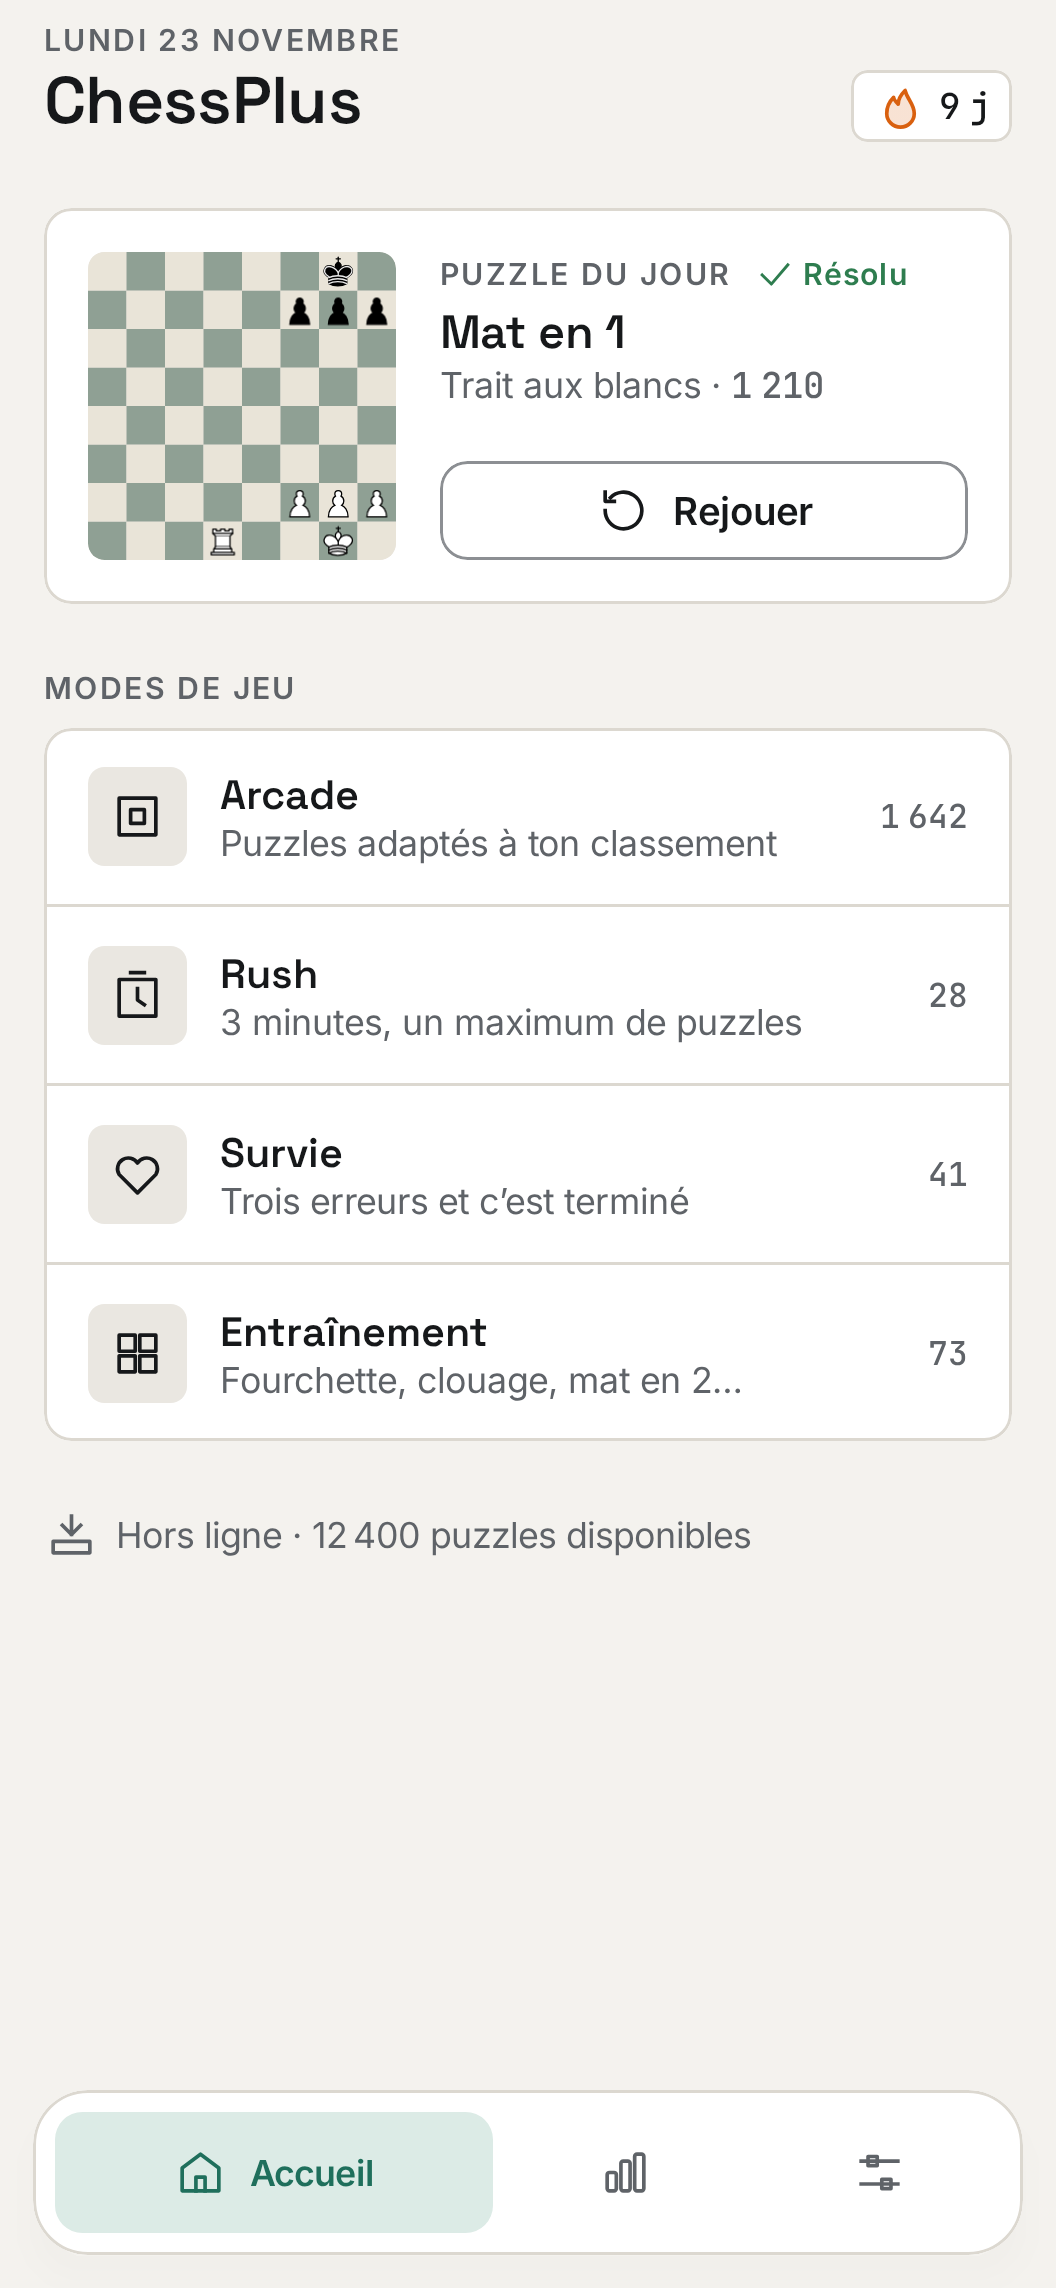 LUNDI 23 NOVEMBRE
ChessPlus
9 j
PUZZLE DU JOUR Résolu
Mat en 1
Trait aux blancs · 1 210
Rejouer
MODES DE JEU
Arcade
Puzzles adaptés à ton classement
1 642
Rush
3 minutes, un maximum de puzzles
28
Survie
Trois erreurs et c’est terminé
41
Entraînement
Fourchette, clouage, mat en 2…
73
Hors ligne · 12 400 puzzles disponibles
Accueil